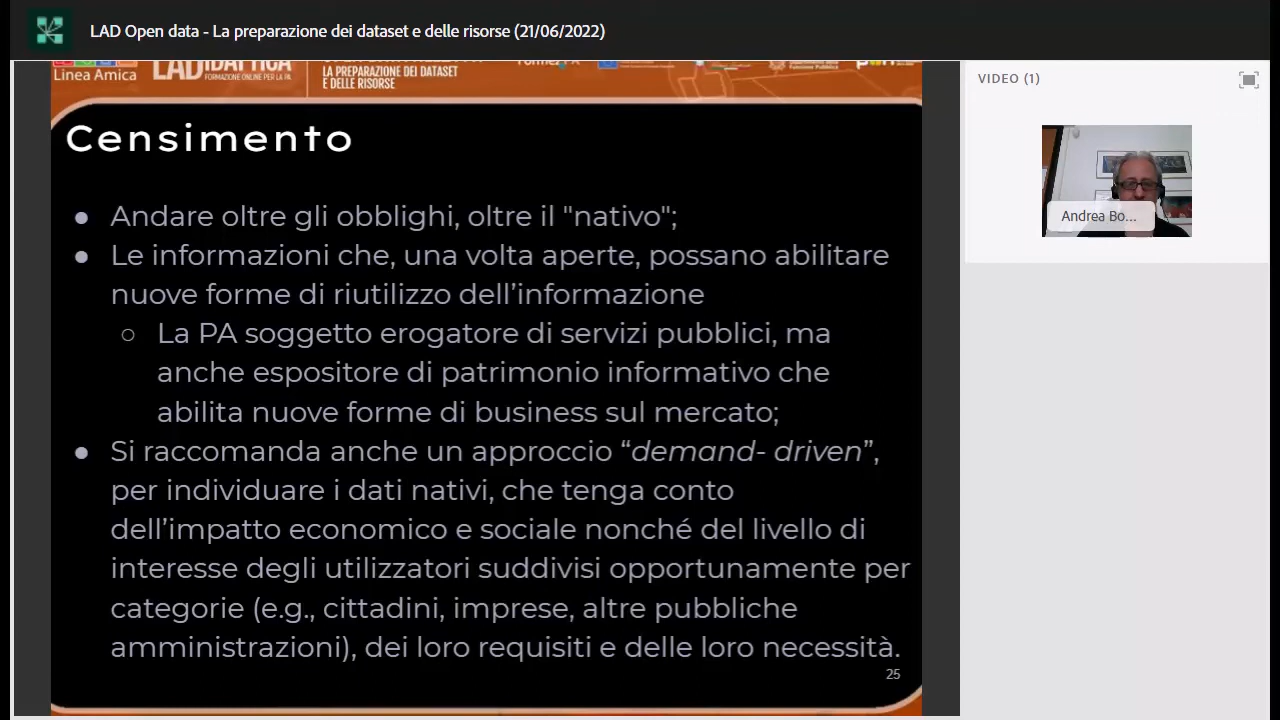 LAD Open data - La preparazione dei dataset e delle risorse (21/06/2022)
VIDEO (1)
Linea Amica
FORMAZIONE ONLINE PER LA PA
LA PREPARAZIONE DEI DATASET
E DELLE RISORSE
Censimento
● Andare oltre gli obblighi, oltre il "nativo";
● Le informazioni che, una volta aperte, possano abilitare
nuove forme di riutilizzo dell’informazione
○ La PA soggetto erogatore di servizi pubblici, ma
anche espositore di patrimonio informativo che
abilita nuove forme di business sul mercato;
● Si raccomanda anche un approccio “demand- driven”,
per individuare i dati nativi, che tenga conto
dell’impatto economico e sociale nonché del livello di
interesse degli utilizzatori suddivisi opportunamente per
categorie (e.g., cittadini, imprese, altre pubbliche
amministrazioni), dei loro requisiti e delle loro necessità.
25
Andrea Bo...